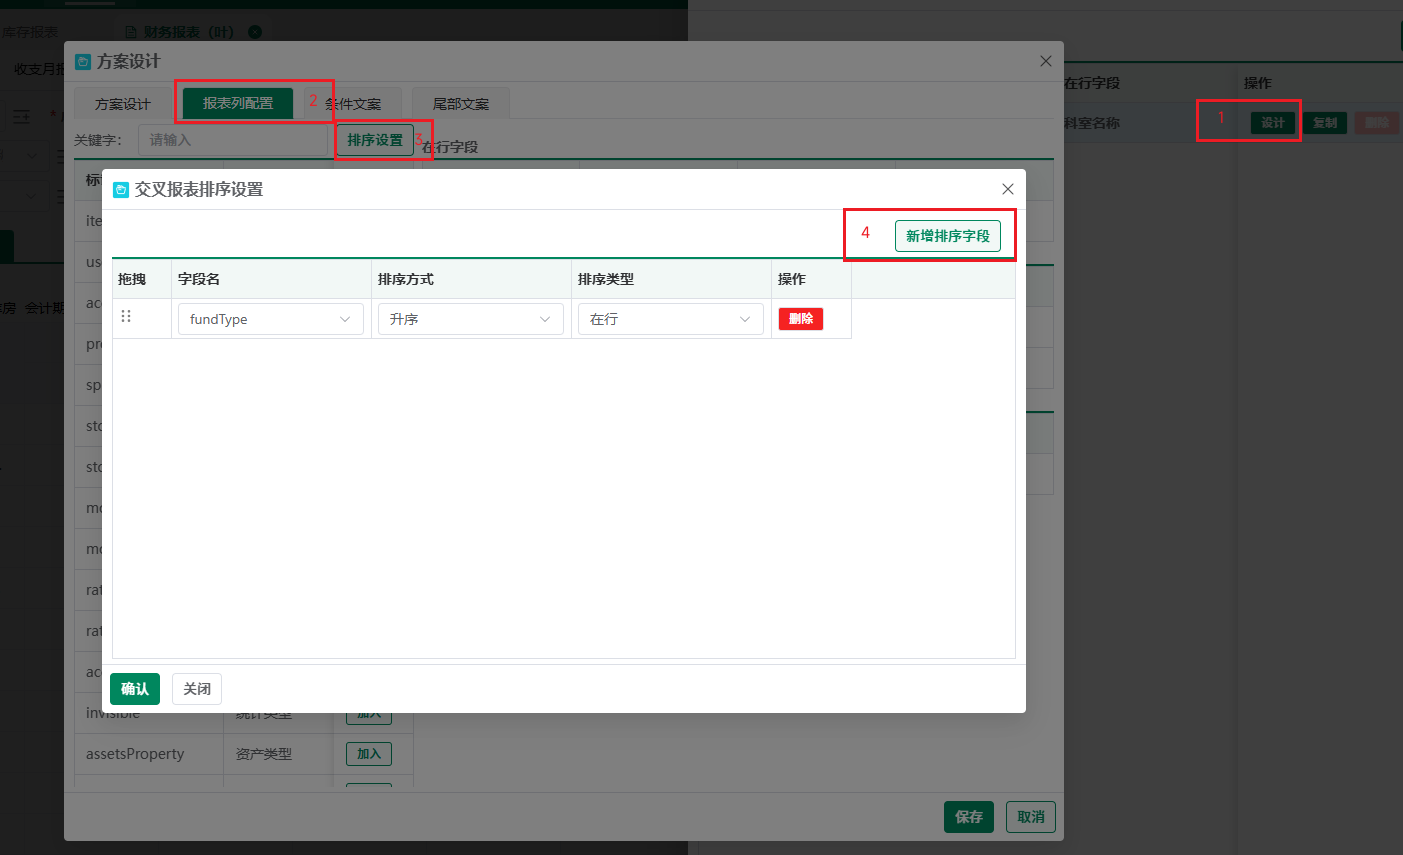 库存报表
财务报表（叶）
收支月报
方案设计
在行字段
操作
方案设计
报表列配置
2
条件文案
尾部文案
1
设计
复制
删除
科室名称
关键字：
请输入
排序设置
3
在行字段
交叉报表排序设置
4
新增排序字段
拖拽
字段名
排序方式
排序类型
操作
fundType
升序
在行
删除
房
会计期
确认
关闭
invisible
统计类型
加入
assetsProperty
资产类型
加入
保存
取消